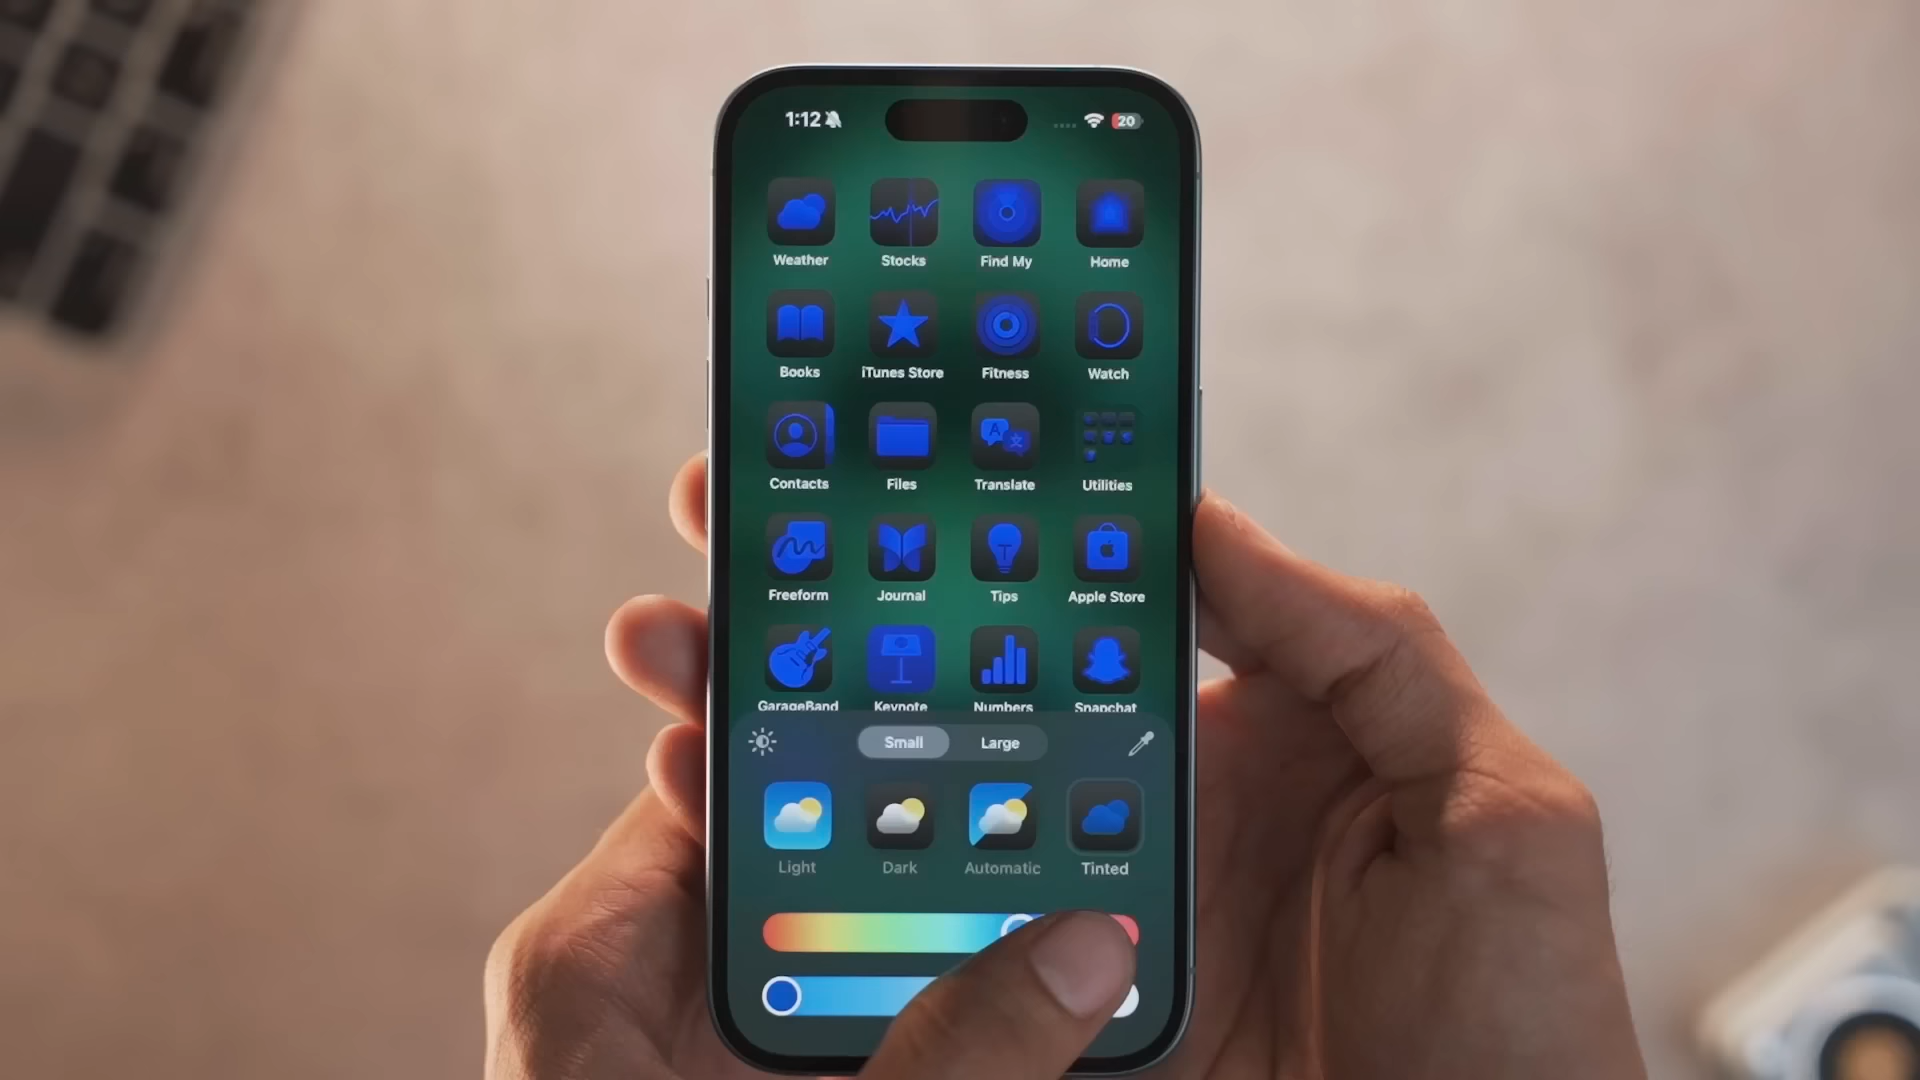 1:12 20
Weather Stocks Find My Home
Books iTunes Store Fitness Watch
A 文
Contacts Files Translate Utilities
Freeform Journal Tips Apple Store
GarageBand Keynote Numbers Snapchat
Small Large
Light Dark Automatic Tinted